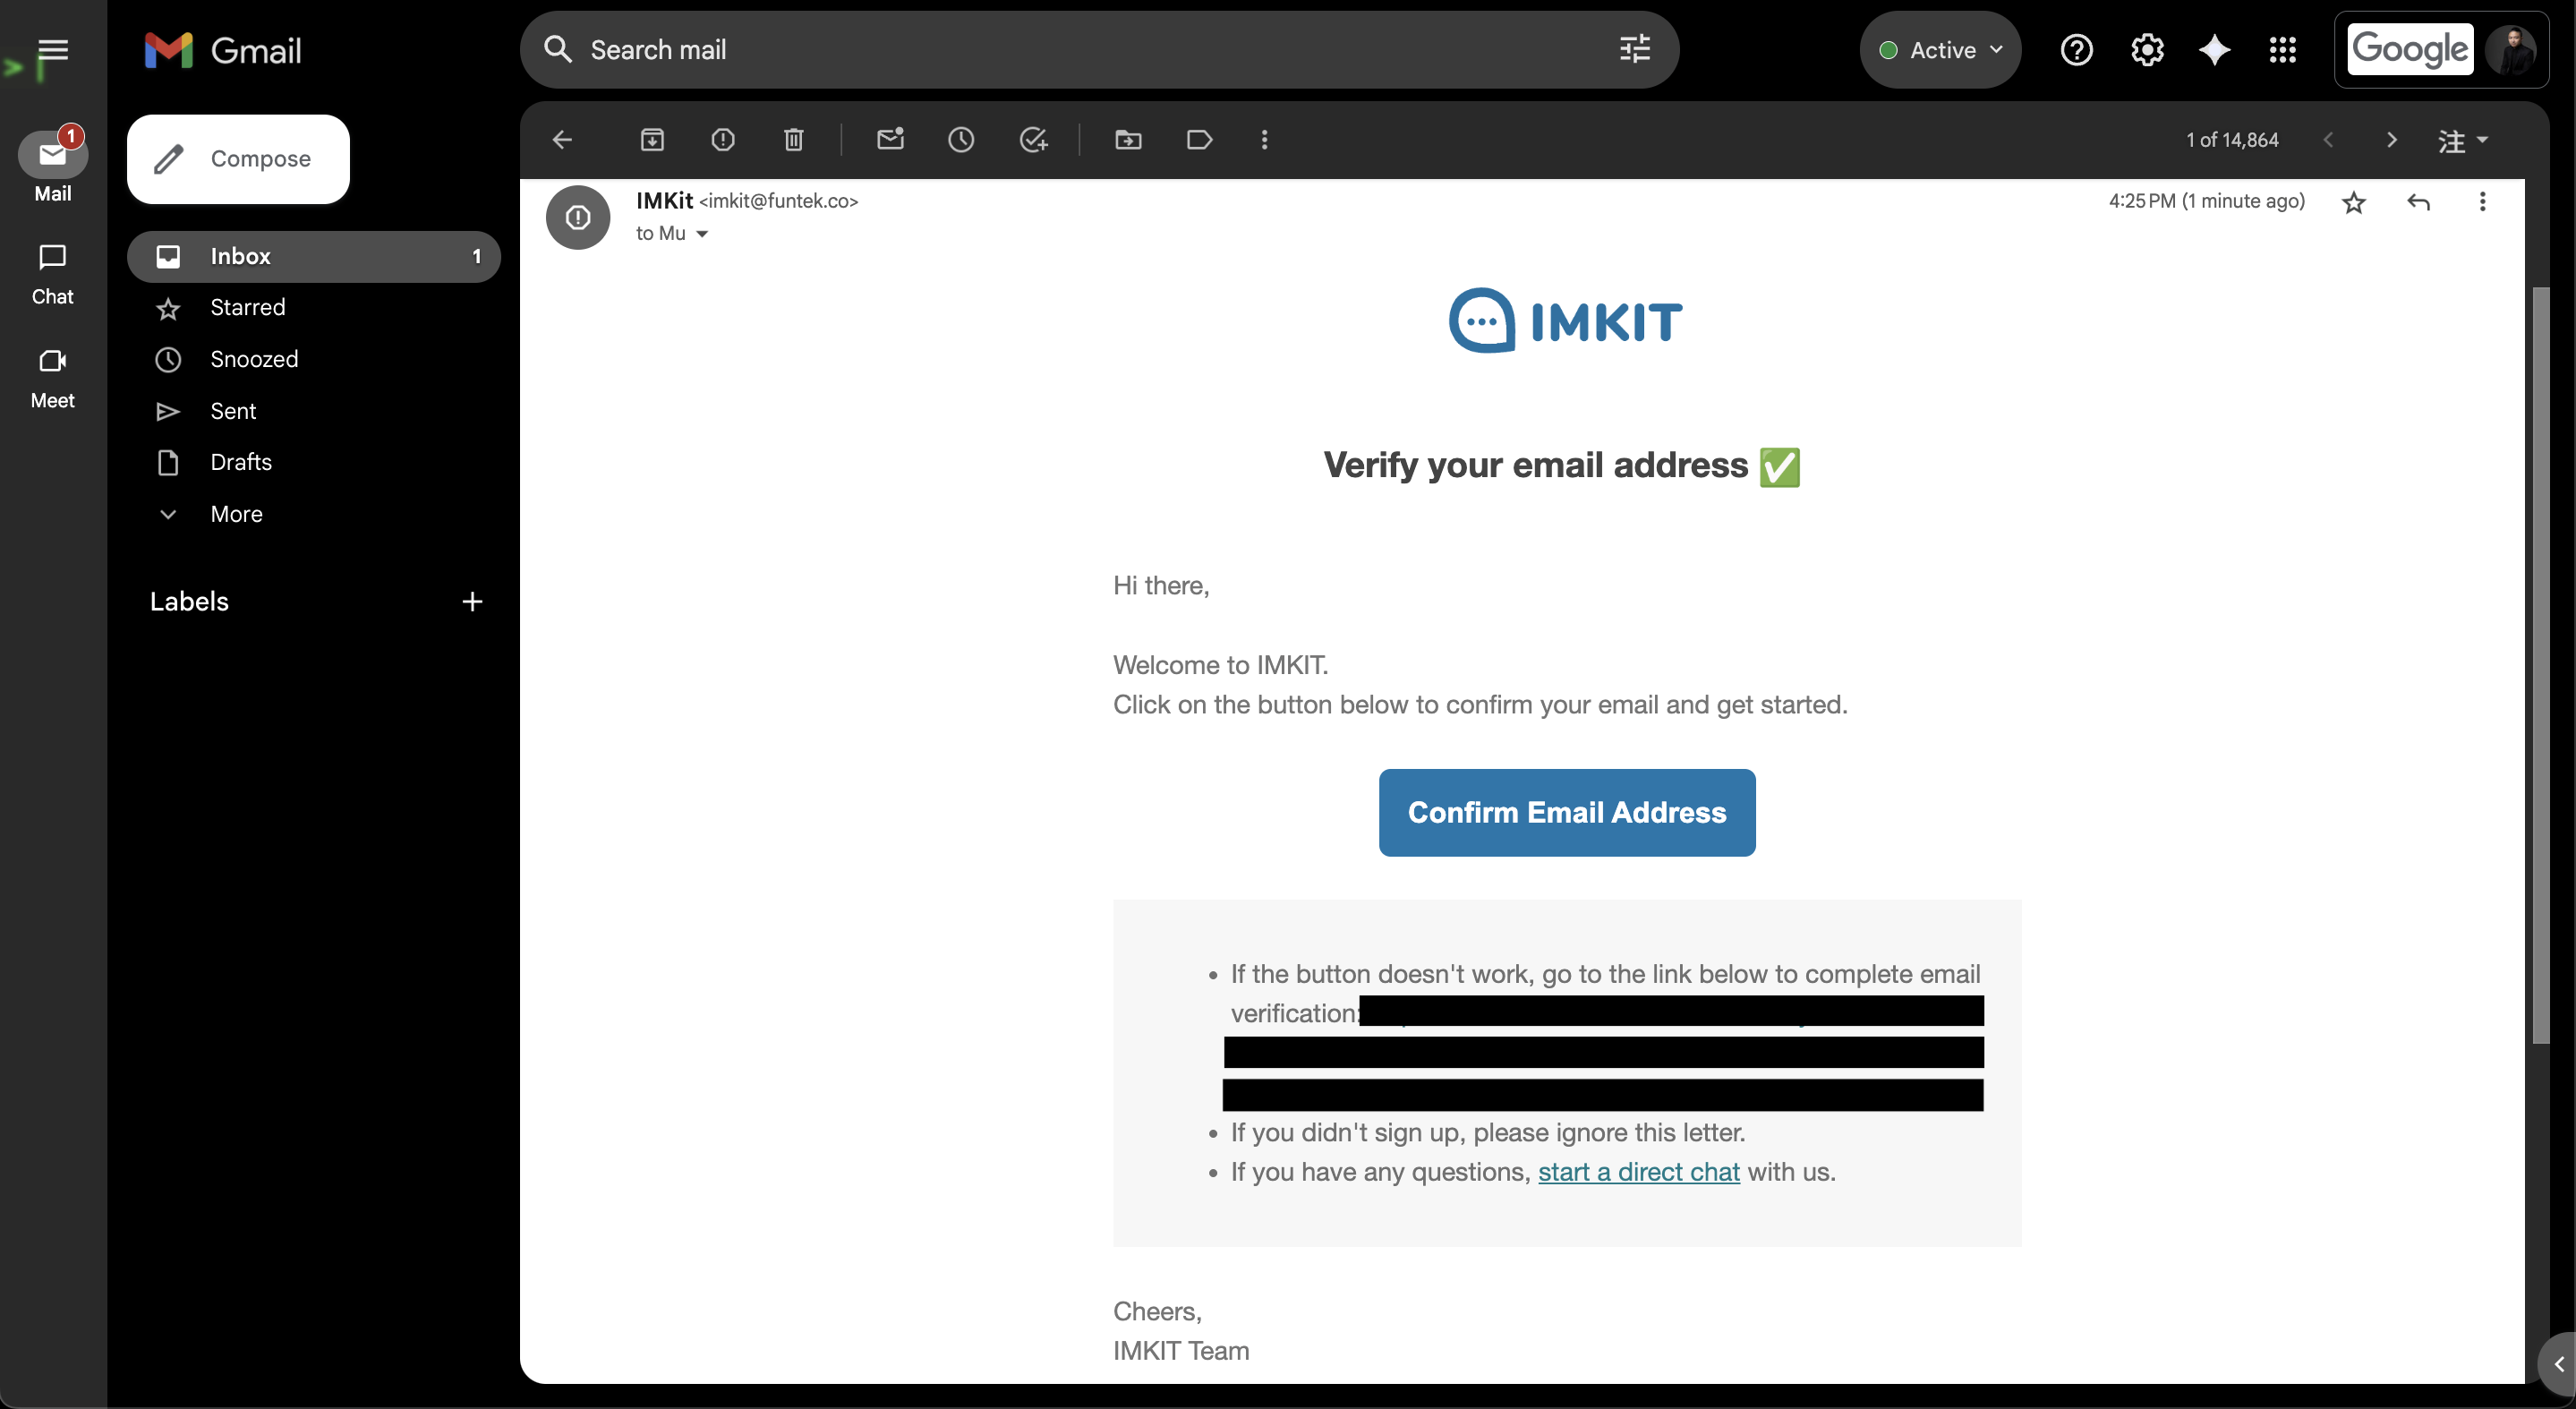 Gmail
Search mail
Active
Google
1
Mail
Chat
Meet
Compose
Inbox 1
Starred
Snoozed
Sent
Drafts
More
Labels
1 of 14,864
注
IMKit <imkit@funtek.co>
4:25 PM (1 minute ago)
to Mu
IMKIT
Verify your email address ✅
Hi there,
Welcome to IMKIT.
Click on the button below to confirm your email and get started.
Confirm Email Address
• If the button doesn't work, go to the link below to complete email
verification:
• If you didn't sign up, please ignore this letter.
• If you have any questions, start a direct chat with us.
Cheers,
IMKIT Team